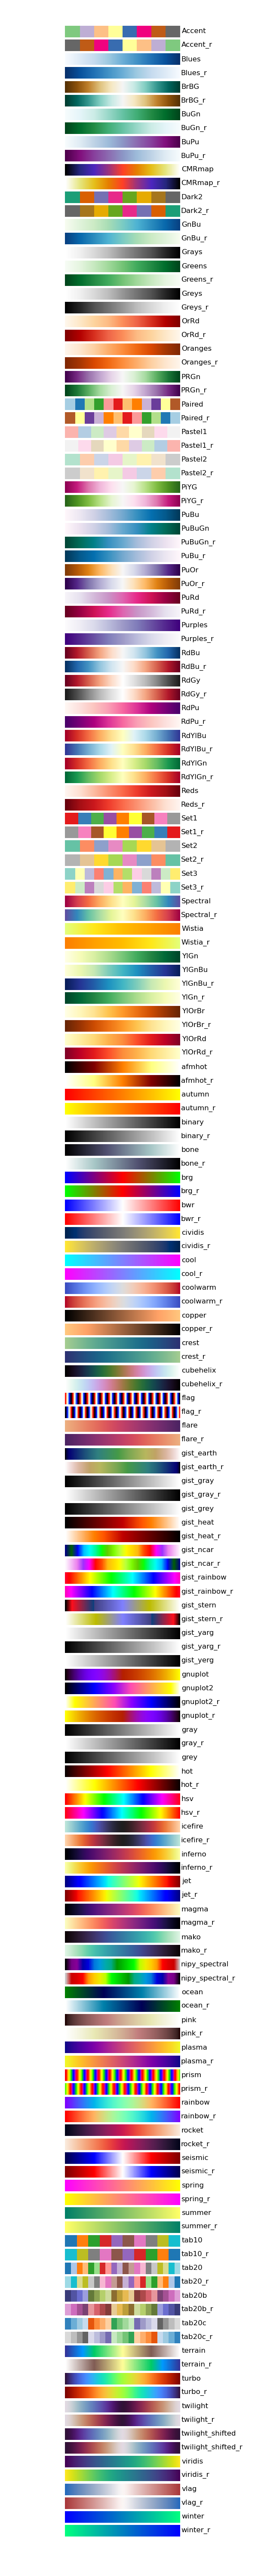 Accent
Accent_r
Blues
Blues_r
BrBG
BrBG_r
BuGn
BuGn_r
BuPu
BuPu_r
CMRmap
CMRmap_r
Dark2
Dark2_r
GnBu
GnBu_r
Grays
Greens
Greens_r
Greys
Greys_r
OrRd
OrRd_r
Oranges
Oranges_r
PRGn
PRGn_r
Paired
Paired_r
Pastel1
Pastel1_r
Pastel2
Pastel2_r
PiYG
PiYG_r
PuBu
PuBuGn
PuBuGn_r
PuBu_r
PuOr
PuOr_r
PuRd
PuRd_r
Purples
Purples_r
RdBu
RdBu_r
RdGy
RdGy_r
RdPu
RdPu_r
RdYlBu
RdYlBu_r
RdYlGn
RdYlGn_r
Reds
Reds_r
Set1
Set1_r
Set2
Set2_r
Set3
Set3_r
Spectral
Spectral_r
Wistia
Wistia_r
YlGn
YlGnBu
YlGnBu_r
YlGn_r
YlOrBr
YlOrBr_r
YlOrRd
YlOrRd_r
afmhot
afmhot_r
autumn
autumn_r
binary
binary_r
bone
bone_r
brg
brg_r
bwr
bwr_r
cividis
cividis_r
cool
cool_r
coolwarm
coolwarm_r
copper
copper_r
crest
crest_r
cubehelix
cubehelix_r
flag
flag_r
flare
flare_r
gist_earth
gist_earth_r
gist_gray
gist_gray_r
gist_grey
gist_heat
gist_heat_r
gist_ncar
gist_ncar_r
gist_rainbow
gist_rainbow_r
gist_stern
gist_stern_r
gist_yarg
gist_yarg_r
gist_yerg
gnuplot
gnuplot2
gnuplot2_r
gnuplot_r
gray
gray_r
grey
hot
hot_r
hsv
hsv_r
icefire
icefire_r
inferno
inferno_r
jet
jet_r
magma
magma_r
mako
mako_r
nipy_spectral
nipy_spectral_r
ocean
ocean_r
pink
pink_r
plasma
plasma_r
prism
prism_r
rainbow
rainbow_r
rocket
rocket_r
seismic
seismic_r
spring
spring_r
summer
summer_r
tab10
tab10_r
tab20
tab20_r
tab20b
tab20b_r
tab20c
tab20c_r
terrain
terrain_r
turbo
turbo_r
twilight
twilight_r
twilight_shifted
twilight_shifted_r
viridis
viridis_r
vlag
vlag_r
winter
winter_r